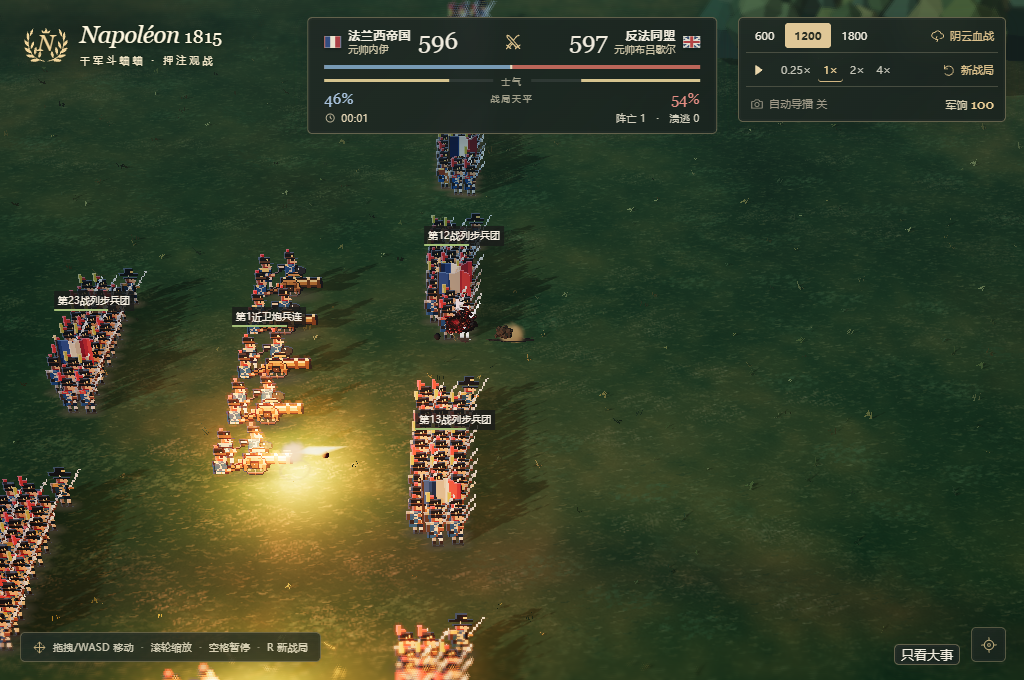 Napoléon 1815
千军斗蛐蛐 · 押注观战
法兰西帝国
元帅内伊
596
597
反法同盟
元帅布吕歇尔
士气
46%
战局天平
54%
00:01
阵亡 1 · 溃逃 0
600 1200 1800 阴云血战
0.25× 1× 2× 4× 新战局
自动导播 关 军饷 100
第12战列步兵团
第23战列步兵团
第1近卫炮兵连
第13战列步兵团
拖拽/WASD 移动 · 滚轮缩放 · 空格暂停 · R 新战局
只看大事